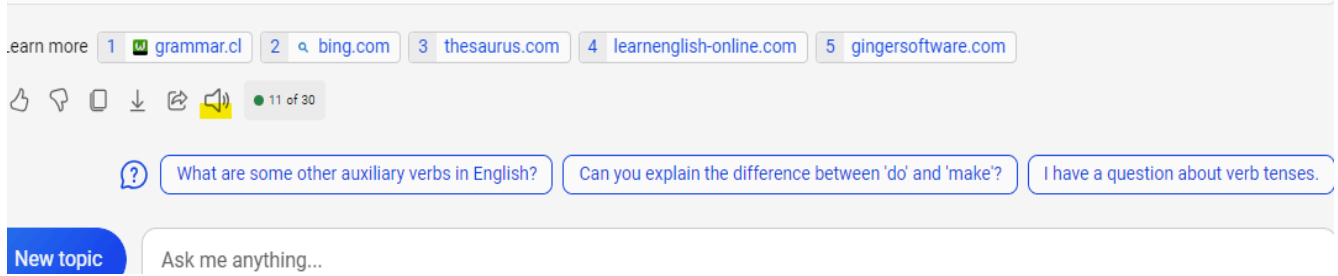 earn more 1 grammar.cl 2 bing.com 3 thesaurus.com 4 learnenglish-online.com 5 gingersoftware.com
11 of 30
What are some other auxiliary verbs in English? Can you explain the difference between 'do' and 'make'? I have a question about verb tenses.
New topic Ask me anything...